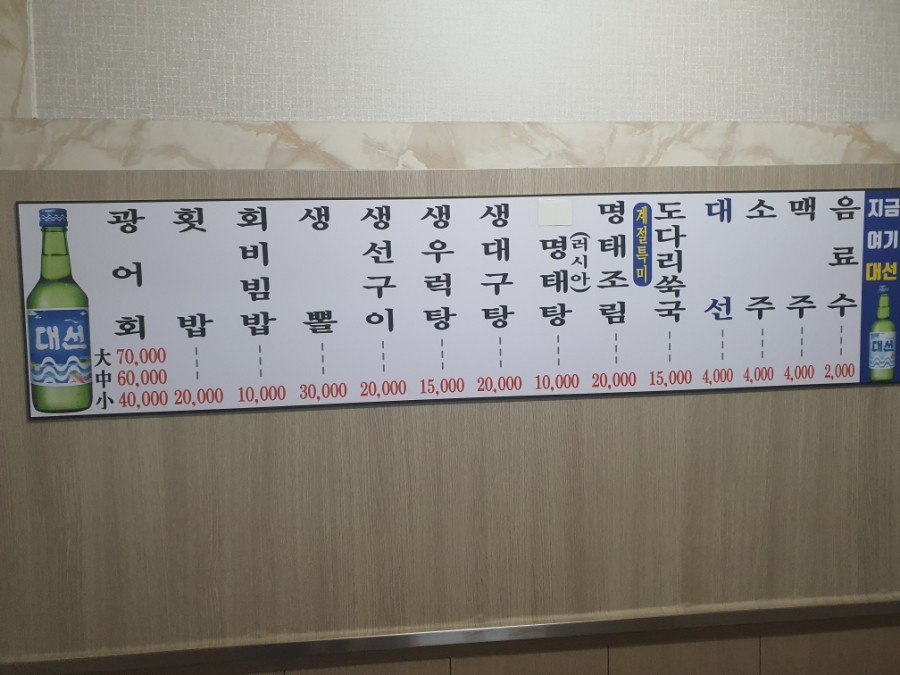 대선
광어회
大 70,000
中 60,000
小 40,000
횟밥 20,000
회비빔밥 10,000
생뽈 30,000
생선구이 20,000
생우럭탕 15,000
생대구탕 20,000
명태탕 (러시아) 10,000
명태조림 20,000
계절특미
도다리쑥국 15,000
대선 4,000
소주 4,000
맥주 4,000
음료수 2,000
지금
여기
대선
대선